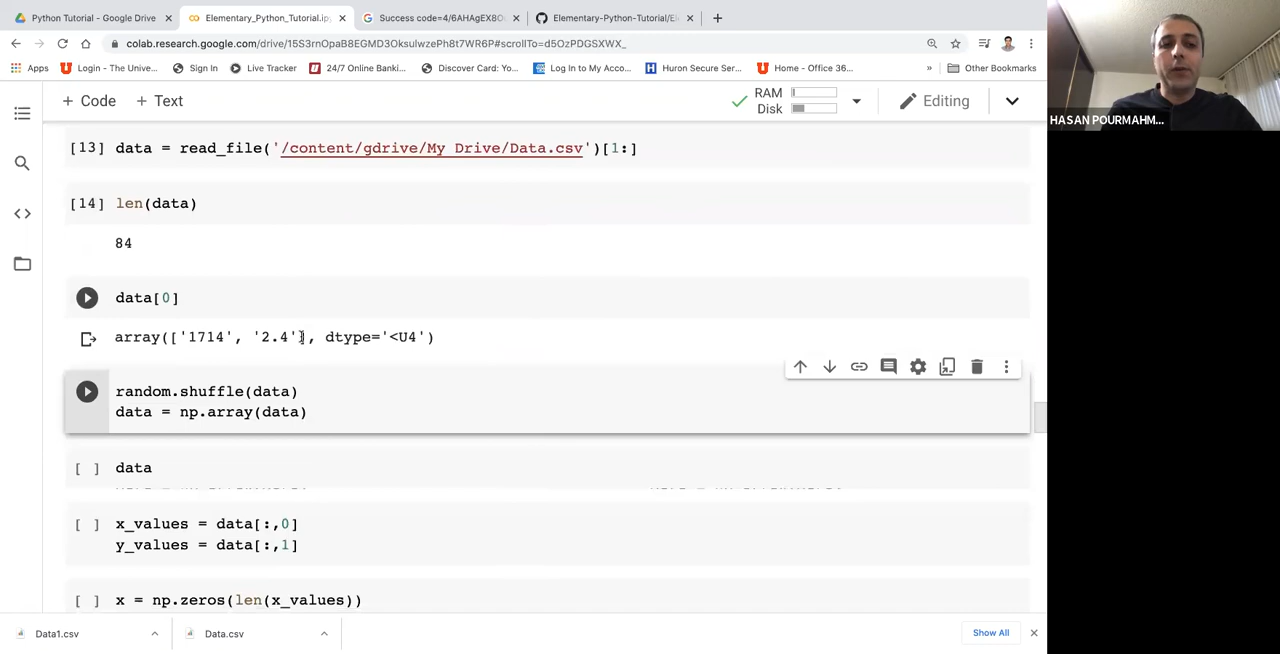 Python Tutorial - Google Drive
Elementary_Python_Tutorial.ip
Success code=4/6AHAgEX8O
Elementary-Python-Tutorial/El
colab.research.google.com/drive/15S3rnOpaB8EGMD3OksulwzePh8t7WR6P#scrollTo=d5OzPDGSXWX_
Apps Login - The Unive... Sign In Live Tracker 24/7 Online Banki... Discover Card: Yo... Log In to My Acco... Huron Secure Ser... Home - Office 36... » Other Bookmarks
+ Code + Text RAM Disk Editing
HASAN POURMAHM...
[13] data = read_file('/content/gdrive/My Drive/Data.csv')[1:]
[14] len(data)
84
data[0]
array(['1714', '2.4'], dtype='<U4')
random.shuffle(data)
data = np.array(data)
[ ] data
[ ] x_values = data[:,0]
y_values = data[:,1]
[ ] x = np.zeros(len(x_values))
Data1.csv
Data.csv
Show All